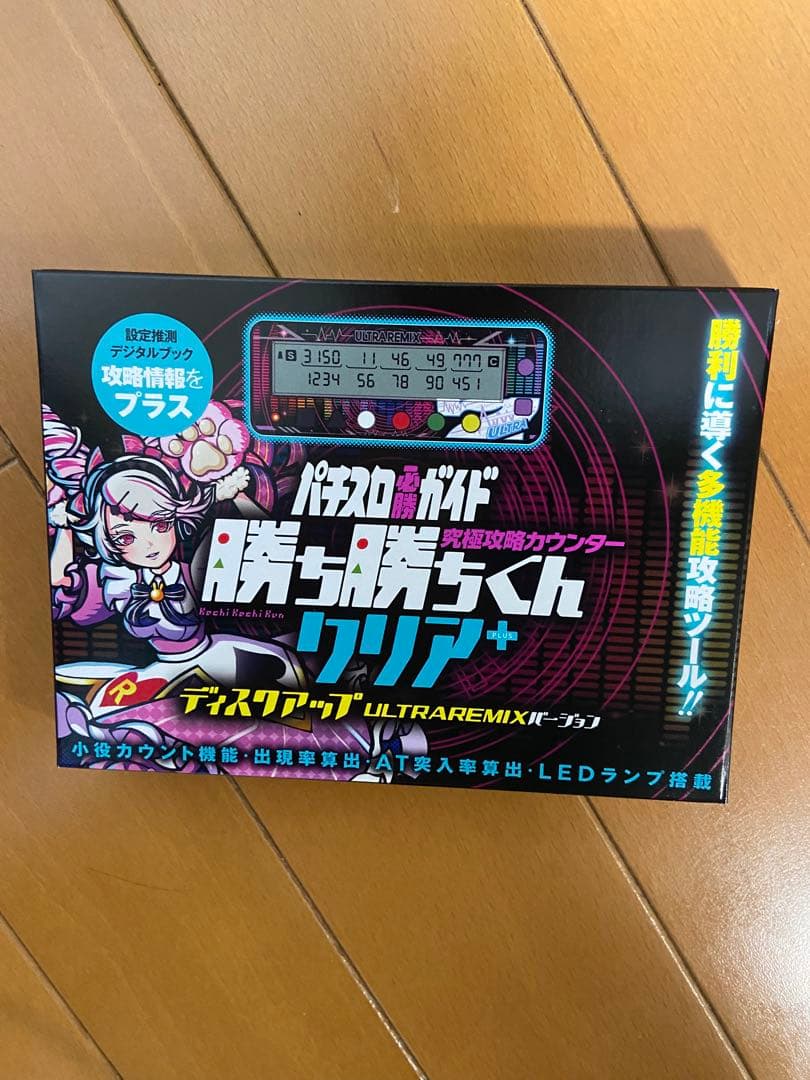 設定推測
デジタルブック
攻略情報を
プラス
ULTRAREMIX
S 3150 11 46 49 777 C
1234 56 78 90 451
ULTRA
勝利に導く多機能攻略ツール!!
パチスロ必勝ガイド
究極攻略カウンター
勝ち勝ちくん
Kachi Kachi Kun
クリア+
PLUS
ディスクアップ ULTRAREMIXバージョン
R
小役カウント機能・出現率算出・AT突入率算出・LEDランプ搭載